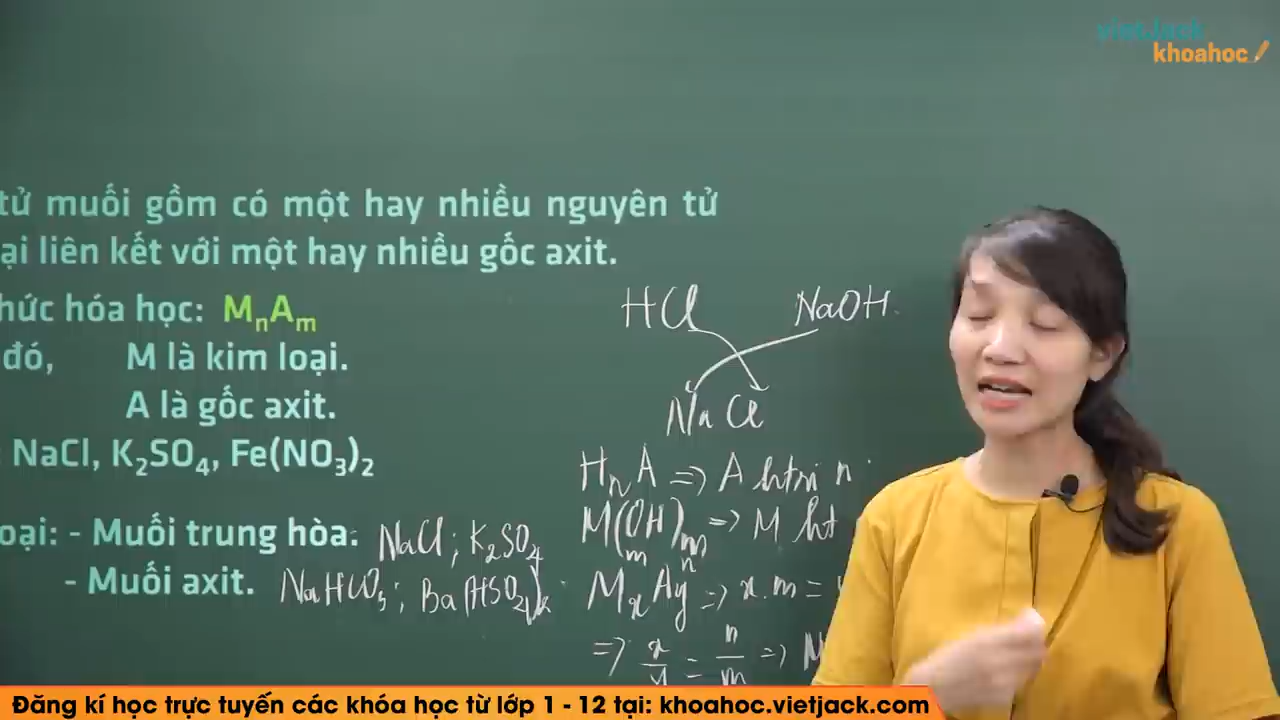 vietJack
khoahoc
tử muối gồm có một hay nhiều nguyên tử
ại liên kết với một hay nhiều gốc axit.
hức hóa học: MₙAₘ
đó, M là kim loại.
A là gốc axit.
NaCl, K₂SO₄, Fe(NO₃)₂
oại: - Muối trung hòa: NaCl; K₂SO₄
- Muối axit. NaHCO₃;
HCl NaOH.
NaCl
HₙA => A htri n
M(OH)ₘ => M ht
MₓAy => x.m =
=> x/y = n/m =>
Đăng kí học trực tuyến các khóa học từ lớp 1 - 12 tại: khoahoc.vietjack.com